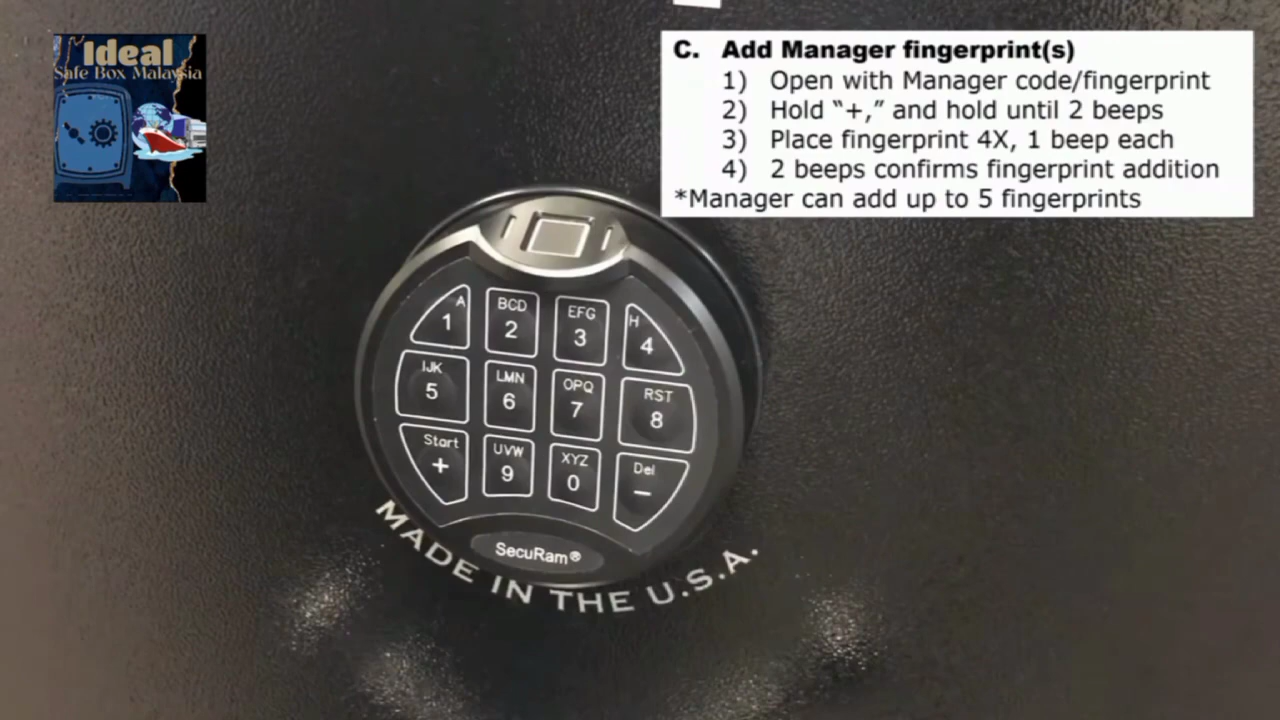 Ideal
Safe Box Malaysia
C. Add Manager fingerprint(s)
1) Open with Manager code/fingerprint
2) Hold “+,” and hold until 2 beeps
3) Place fingerprint 4X, 1 beep each
4) 2 beeps confirms fingerprint addition
*Manager can add up to 5 fingerprints
A BCD EFG H
1 2 3 4
IJK LMN OPQ RST
5 6 7 8
Start UVW XYZ Del
+ 9 0 −
SecuRam®
MADE IN THE U.S.A.